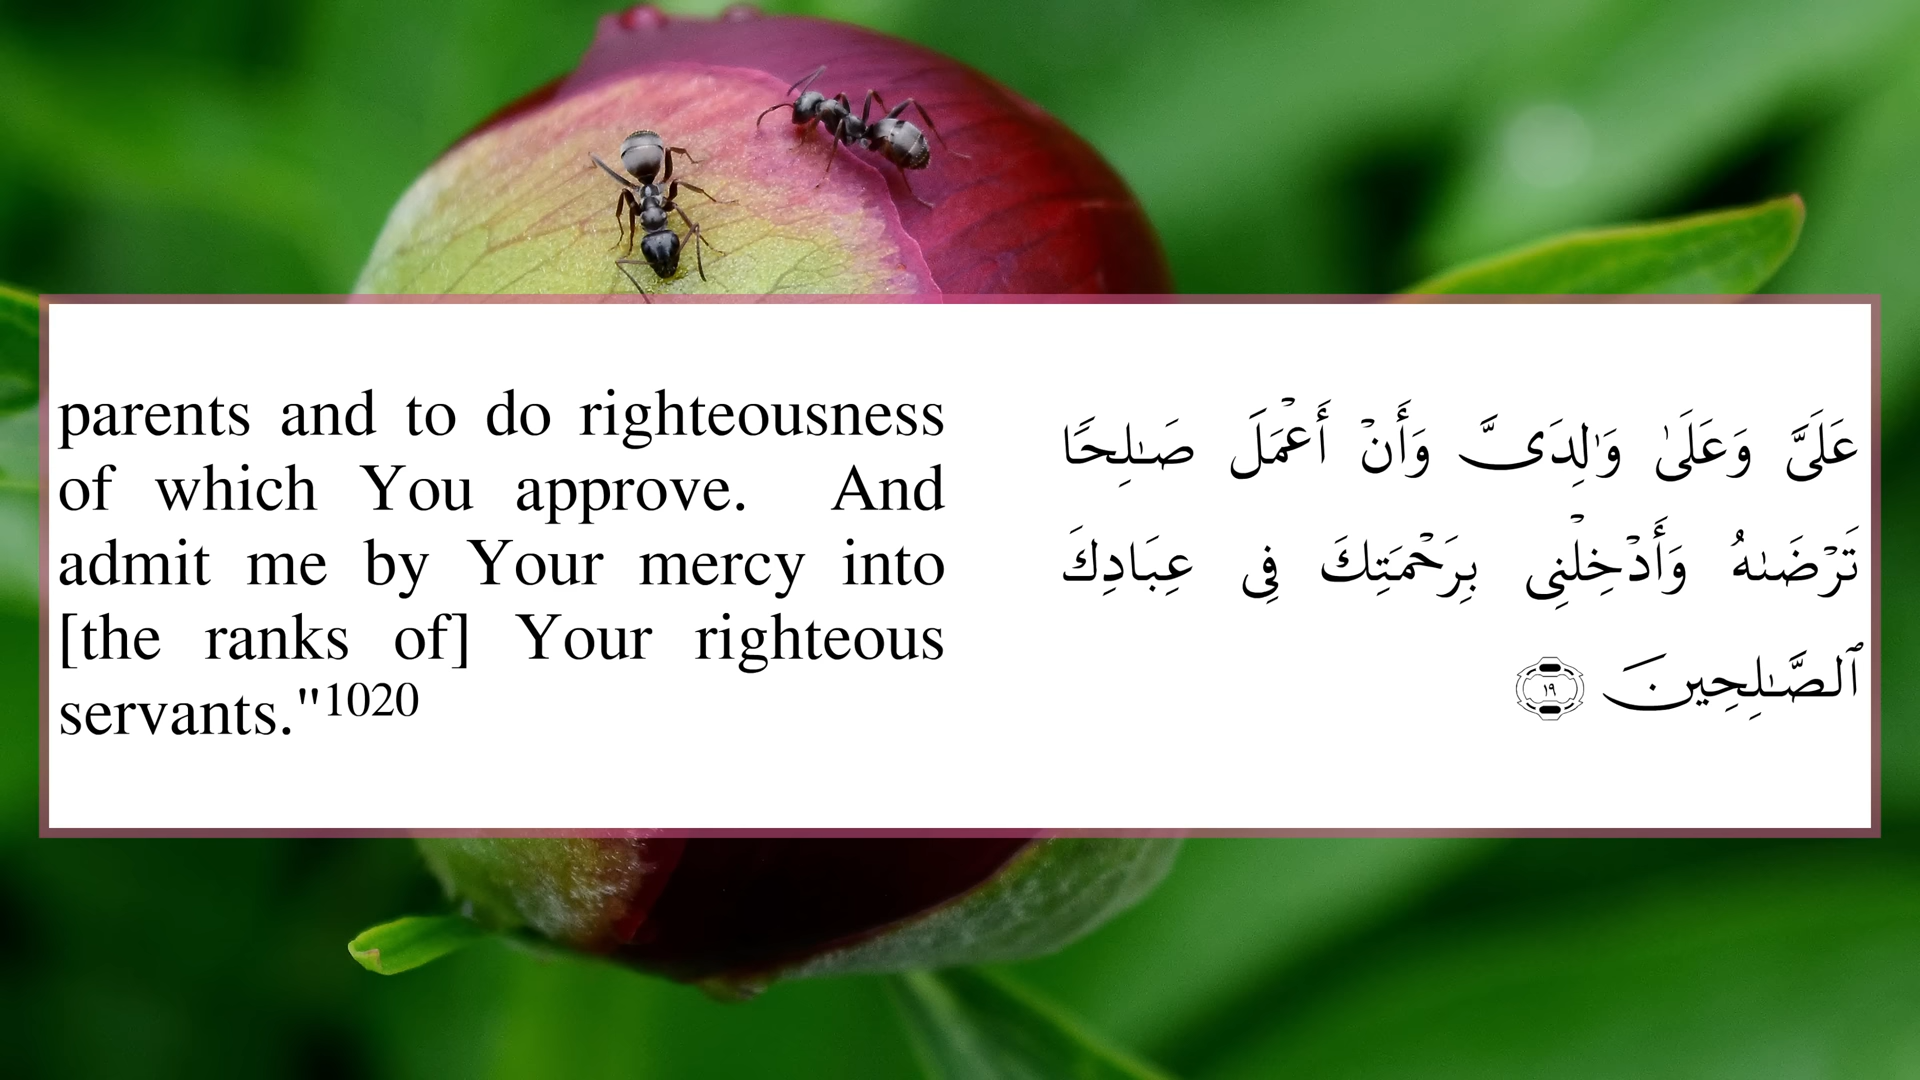 parents and to do righteousness
of which You approve. And
admit me by Your mercy into
[the ranks of] Your righteous
servants."1020
عَلَىَّ وَعَلَىٰ وَٰلِدَىَّ وَأَنْ أَعْمَلَ صَـٰلِحًا
تَرْضَىٰهُ وَأَدْخِلْنِى بِرَحْمَتِكَ فِى عِبَادِكَ
ٱلصَّـٰلِحِينَ ١٩